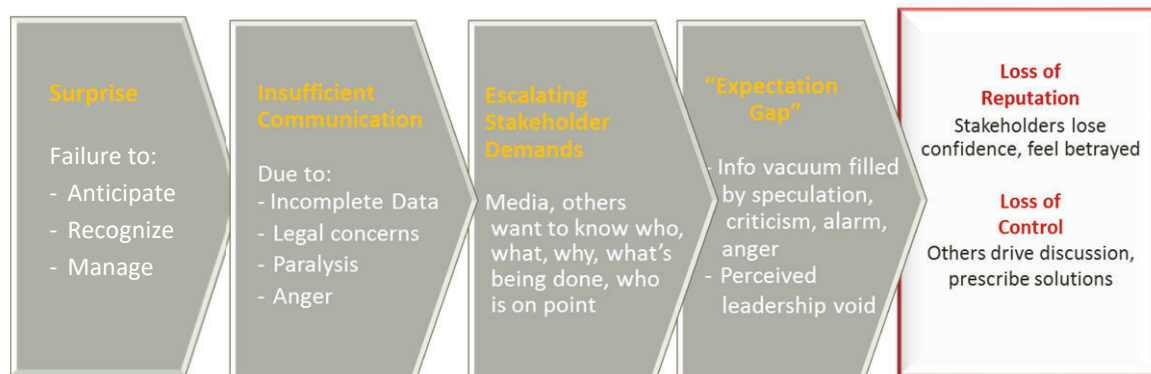 Surprise
Failure to:
- Anticipate
- Recognize
- Manage
Insufficient
Communication
Due to:
- Incomplete Data
- Legal concerns
- Paralysis
- Anger
Escalating
Stakeholder
Demands
Media, others
want to know who,
what, why, what's
being done, who
is on point
“Expectation
Gap”
- Info vacuum filled
by speculation,
criticism, alarm,
anger
- Perceived
leadership void
Loss of
Reputation
Stakeholders lose
confidence, feel betrayed
Loss of
Control
Others drive discussion,
prescribe solutions